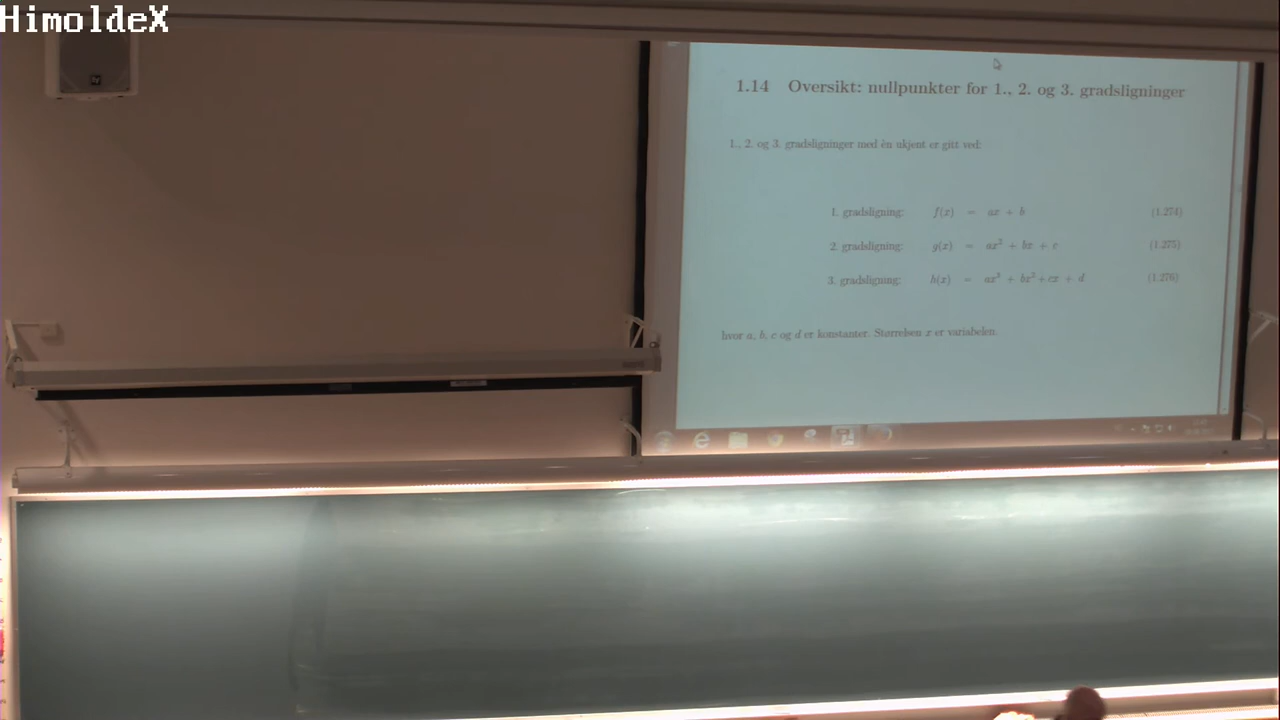 HimoldeX
1.14 Oversikt: nullpunkter for 1., 2. og 3. gradsligninger
1., 2. og 3. gradsligninger med én ukjent er gitt ved:
1. gradsligning: f(x) = ax + b (1.274)
2. gradsligning: g(x) = ax² + bx + c (1.275)
3. gradsligning: h(x) = ax³ + bx² + cx + d (1.276)
hvor a, b, c og d er konstanter. Størrelsen x er variabelen.